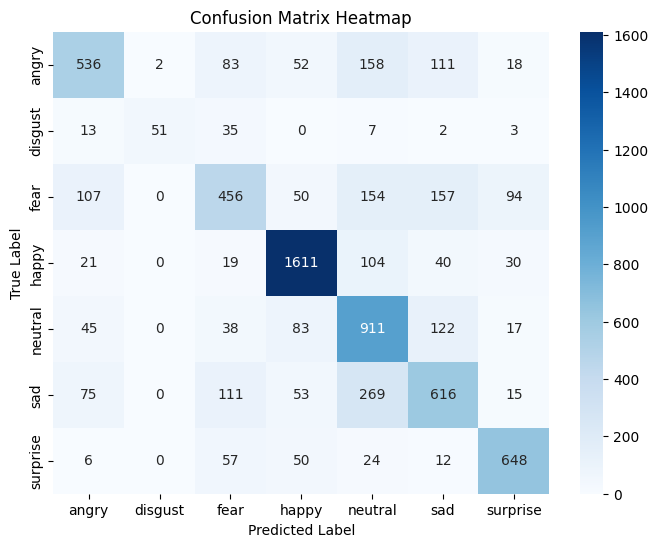 Confusion Matrix Heatmap
True Label
angry 536 2 83 52 158 111 18
disgust 13 51 35 0 7 2 3
fear 107 0 456 50 154 157 94
happy 21 0 19 1611 104 40 30
neutral 45 0 38 83 911 122 17
sad 75 0 111 53 269 616 15
surprise 6 0 57 50 24 12 648
angry disgust fear happy neutral sad surprise
Predicted Label
1600
1400
1200
1000
800
600
400
200
0